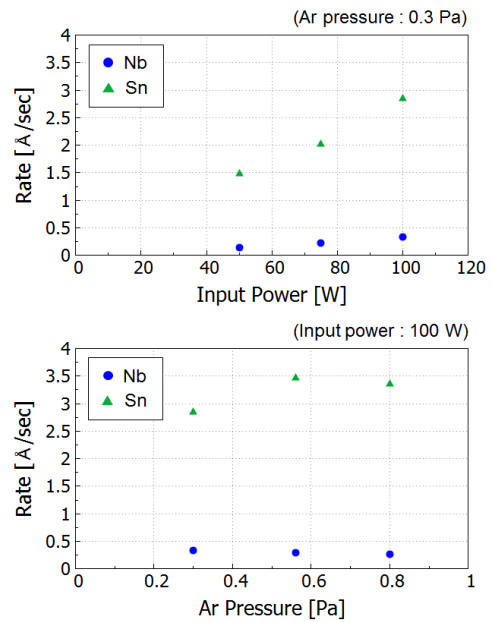 (Ar pressure : 0.3 Pa)
4
3.5
3
2.5
2
1.5
1
0.5
0
Rate [Å/sec]
Nb
Sn
0 20 40 60 80 100 120
Input Power [W]
(Input power : 100 W)
4
3.5
3
2.5
2
1.5
1
0.5
0
Rate [Å/sec]
Nb
Sn
0 0.2 0.4 0.6 0.8 1
Ar Pressure [Pa]